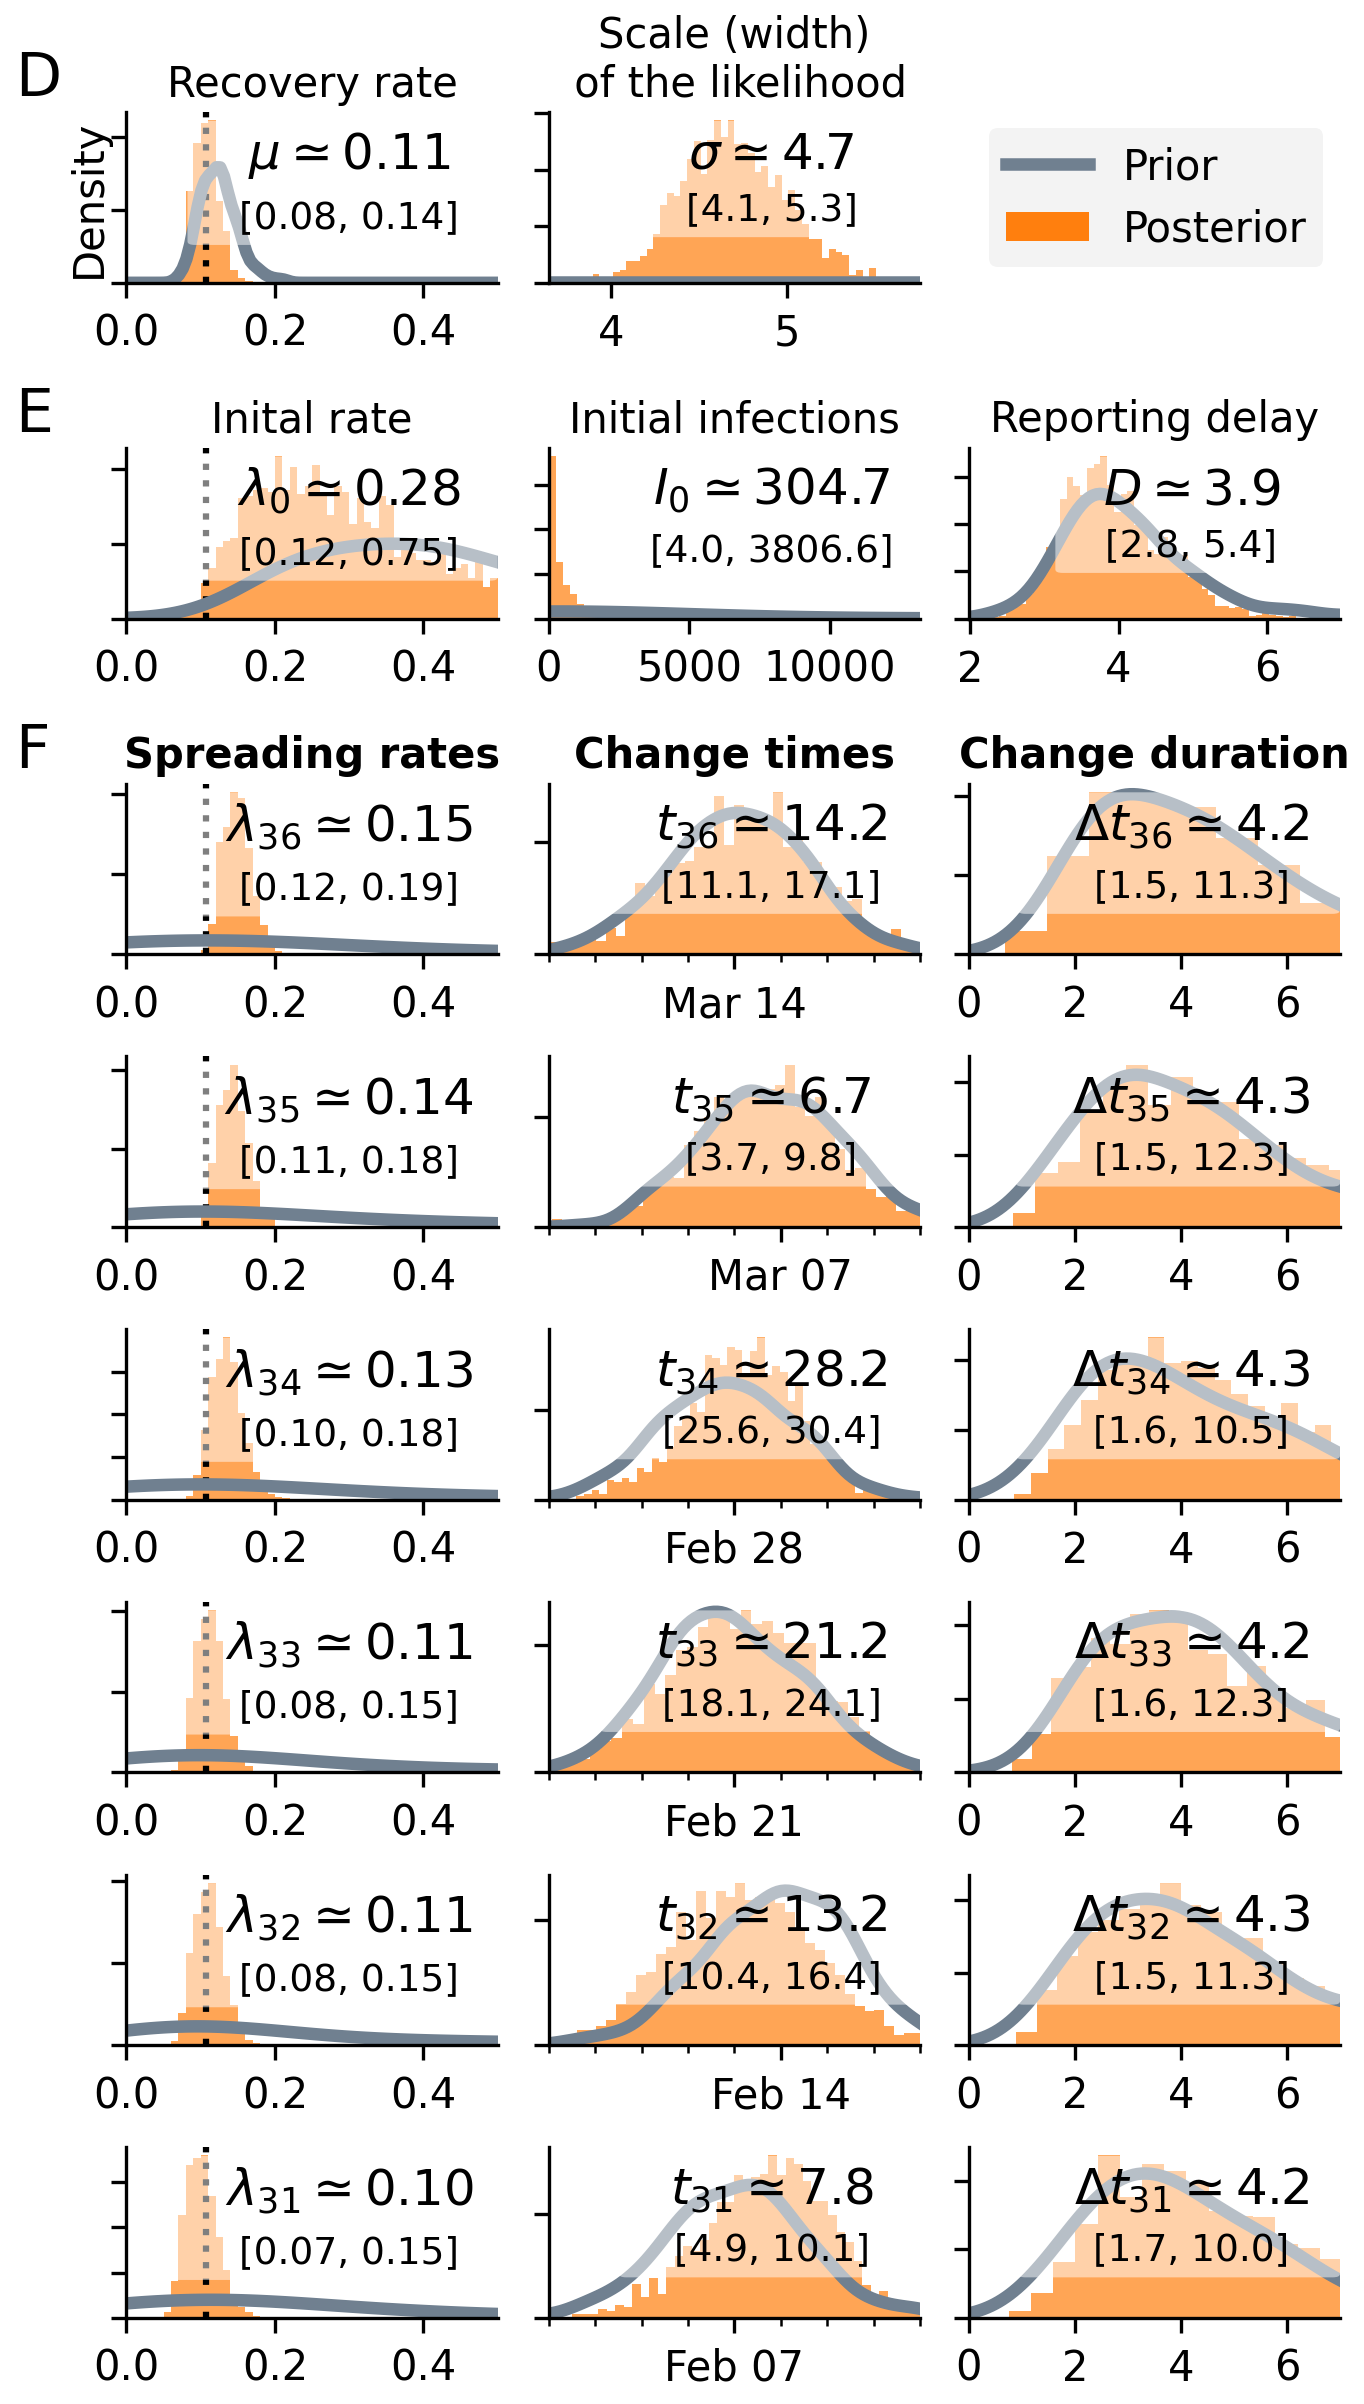 Scale (width)
D
Recovery rate
of the likelihood
Density
μ ≃ 0.11
[0.08, 0.14]
0.0 0.2 0.4
σ ≃ 4.7
[4.1, 5.3]
4 5
Prior
Posterior
E
Inital rate
λ0 ≃ 0.28
[0.12, 0.75]
0.0 0.2 0.4
Initial infections
I0 ≃ 304.7
[4.0, 3806.6]
0 5000 10000
Reporting delay
D ≃ 3.9
[2.8, 5.4]
2 4 6
F
Spreading rates
Change times
Change duration
λ36 ≃ 0.15
[0.12, 0.19]
0.0 0.2 0.4
t36 ≃ 14.2
[11.1, 17.1]
Mar 14
Δt36 ≃ 4.2
[1.5, 11.3]
0 2 4 6
λ35 ≃ 0.14
[0.11, 0.18]
0.0 0.2 0.4
t35 ≃ 6.7
[3.7, 9.8]
Mar 07
Δt35 ≃ 4.3
[1.5, 12.3]
0 2 4 6
λ34 ≃ 0.13
[0.10, 0.18]
0.0 0.2 0.4
t34 ≃ 28.2
[25.6, 30.4]
Feb 28
Δt34 ≃ 4.3
[1.6, 10.5]
0 2 4 6
λ33 ≃ 0.11
[0.08, 0.15]
0.0 0.2 0.4
t33 ≃ 21.2
[18.1, 24.1]
Feb 21
Δt33 ≃ 4.2
[1.6, 12.3]
0 2 4 6
λ32 ≃ 0.11
[0.08, 0.15]
0.0 0.2 0.4
t32 ≃ 13.2
[10.4, 16.4]
Feb 14
Δt32 ≃ 4.3
[1.5, 11.3]
0 2 4 6
λ31 ≃ 0.10
[0.07, 0.15]
0.0 0.2 0.4
t31 ≃ 7.8
[4.9, 10.1]
Feb 07
Δt31 ≃ 4.2
[1.7, 10.0]
0 2 4 6